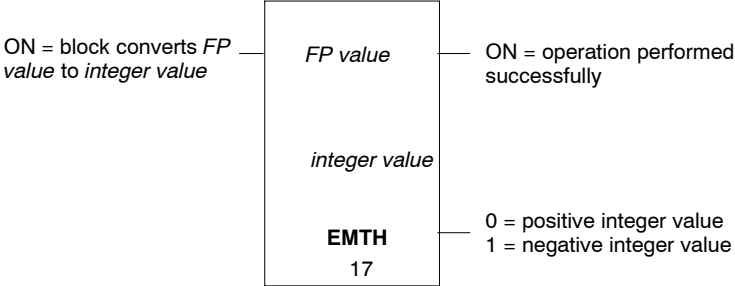 ON = block converts FP
value to integer value
FP value
ON = operation performed
successfully
integer value
0 = positive integer value
1 = negative integer value
EMTH
17